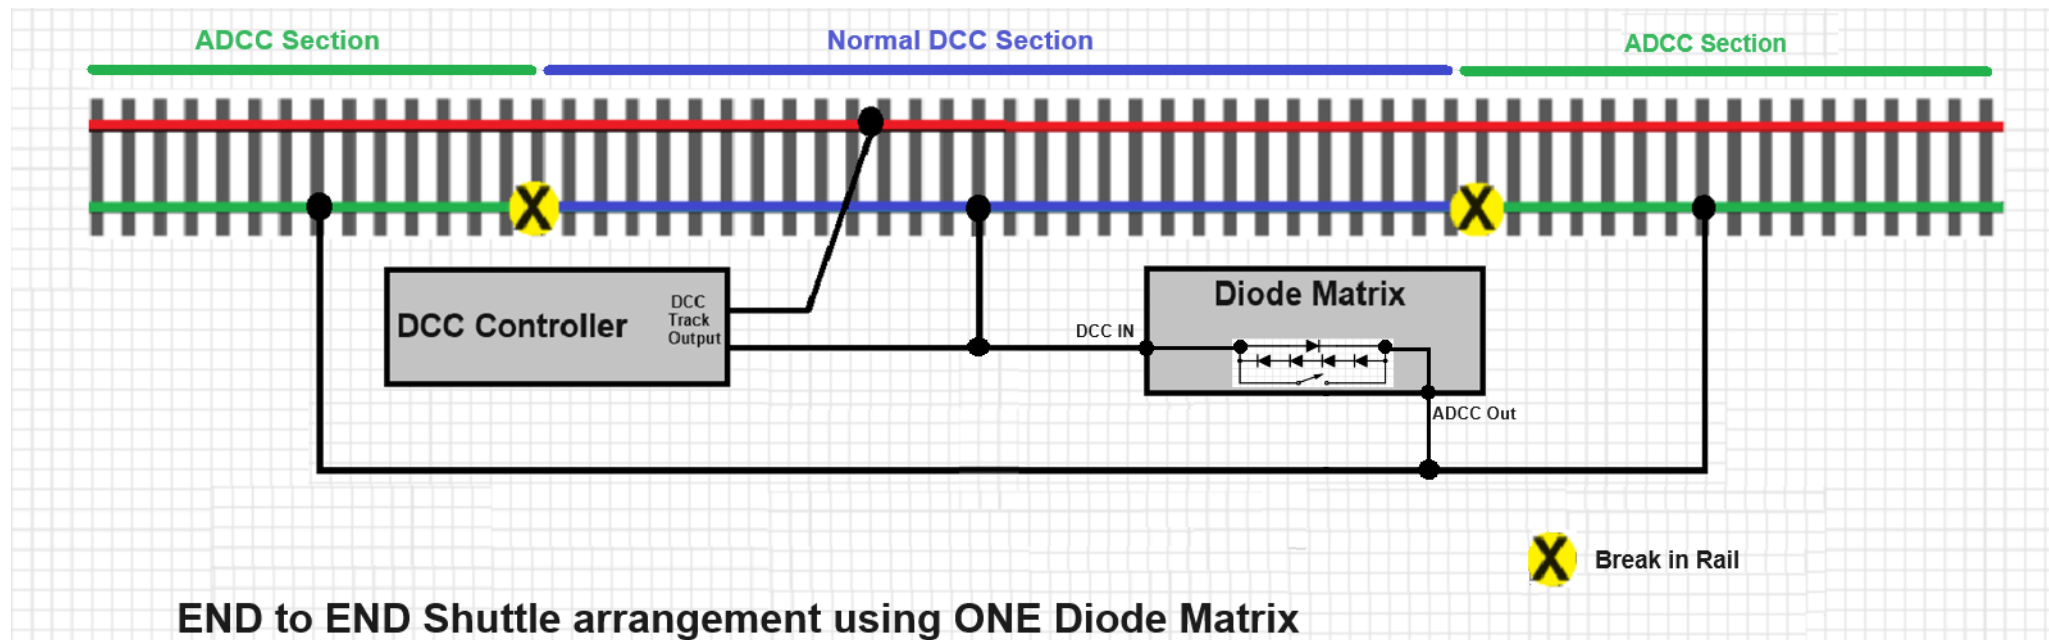 ADCC Section
Normal DCC Section
ADCC Section
X
X
DCC Controller
DCC
Track
Output
Diode Matrix
DCC IN
ADCC Out
X
Break in Rail
END to END Shuttle arrangement using ONE Diode Matrix